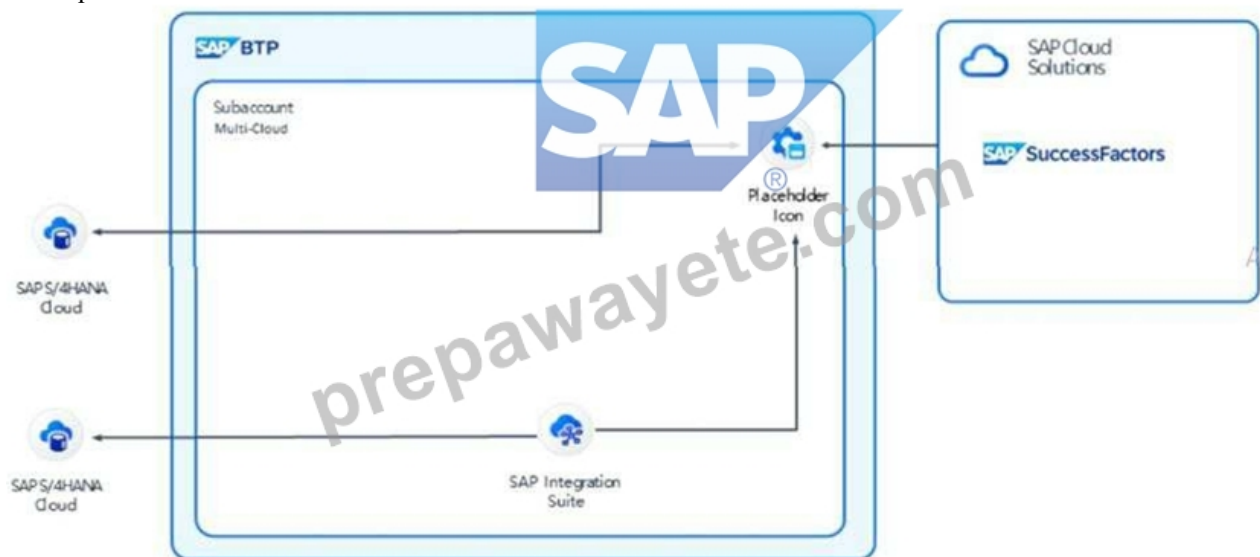 SAP BTP
Subaccount
Multi-Cloud
SAP
®
SAP Cloud
Solutions
SAP SuccessFactors
Placeholder
Icon
SAP S/4HANA
Cloud
SAP S/4HANA
Cloud
SAP Integration
Suite
prepawayete.com
A